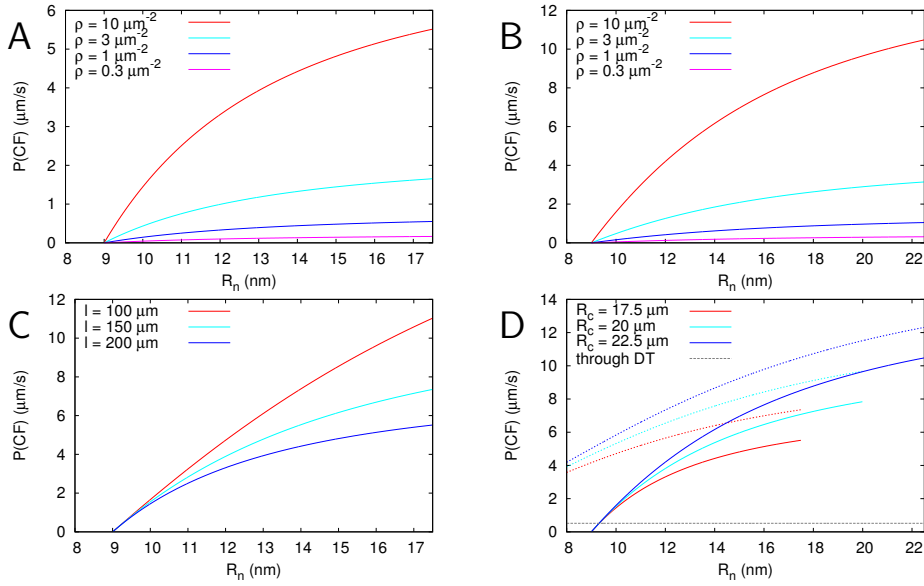 A
ρ = 10 μm⁻²
ρ = 3 μm⁻²
ρ = 1 μm⁻²
ρ = 0.3 μm⁻²
P(CF) (μm/s)
0 1 2 3 4 5 6
8 9 10 11 12 13 14 15 16 17
Rₙ (nm)
B
ρ = 10 μm⁻²
ρ = 3 μm⁻²
ρ = 1 μm⁻²
ρ = 0.3 μm⁻²
P(CF) (μm/s)
0 2 4 6 8 10 12
8 10 12 14 16 18 20 22
Rₙ (nm)
C
l = 100 μm
l = 150 μm
l = 200 μm
P(CF) (μm/s)
0 2 4 6 8 10 12
8 9 10 11 12 13 14 15 16 17
Rₙ (nm)
D
R_c = 17.5 μm
R_c = 20 μm
R_c = 22.5 μm
through DT
P(CF) (μm/s)
0 2 4 6 8 10 12 14
8 10 12 14 16 18 20 22
Rₙ (nm)